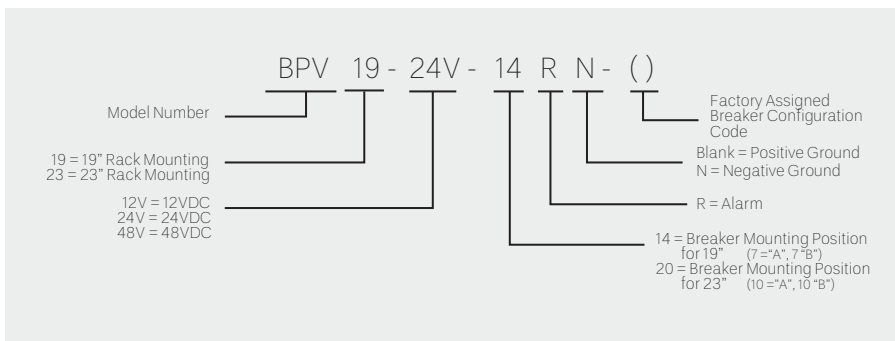 BPV 19 - 24V - 14 R N - ( )
Model Number
19 = 19" Rack Mounting
23 = 23" Rack Mounting
12V = 12VDC
24V = 24VDC
48V = 48VDC
Factory Assigned
Breaker Configuration
Code
Blank = Positive Ground
N = Negative Ground
R = Alarm
14 = Breaker Mounting Position
for 19" (7 =“A”, 7 “B”)
20 = Breaker Mounting Position
for 23" (10 =“A”, 10 “B”)